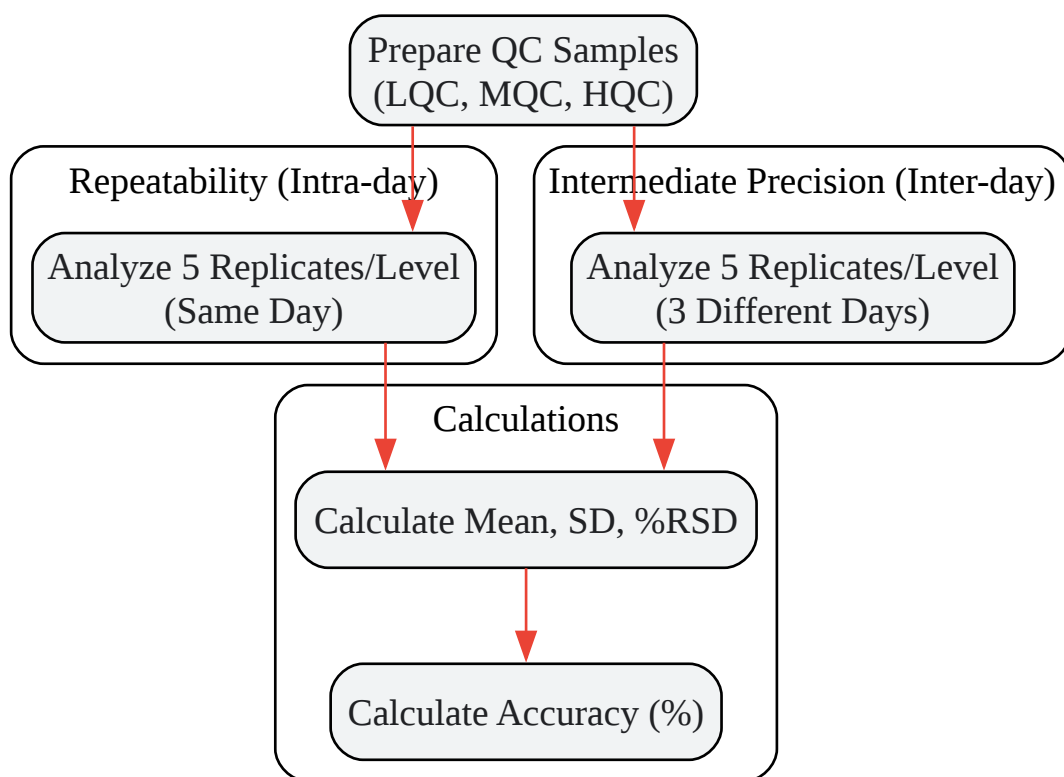 Prepare QC Samples
(LQC, MQC, HQC)
Repeatability (Intra-day)
Analyze 5 Replicates/Level
(Same Day)
Intermediate Precision (Inter-day)
Analyze 5 Replicates/Level
(3 Different Days)
Calculations
Calculate Mean, SD, %RSD
Calculate Accuracy (%)